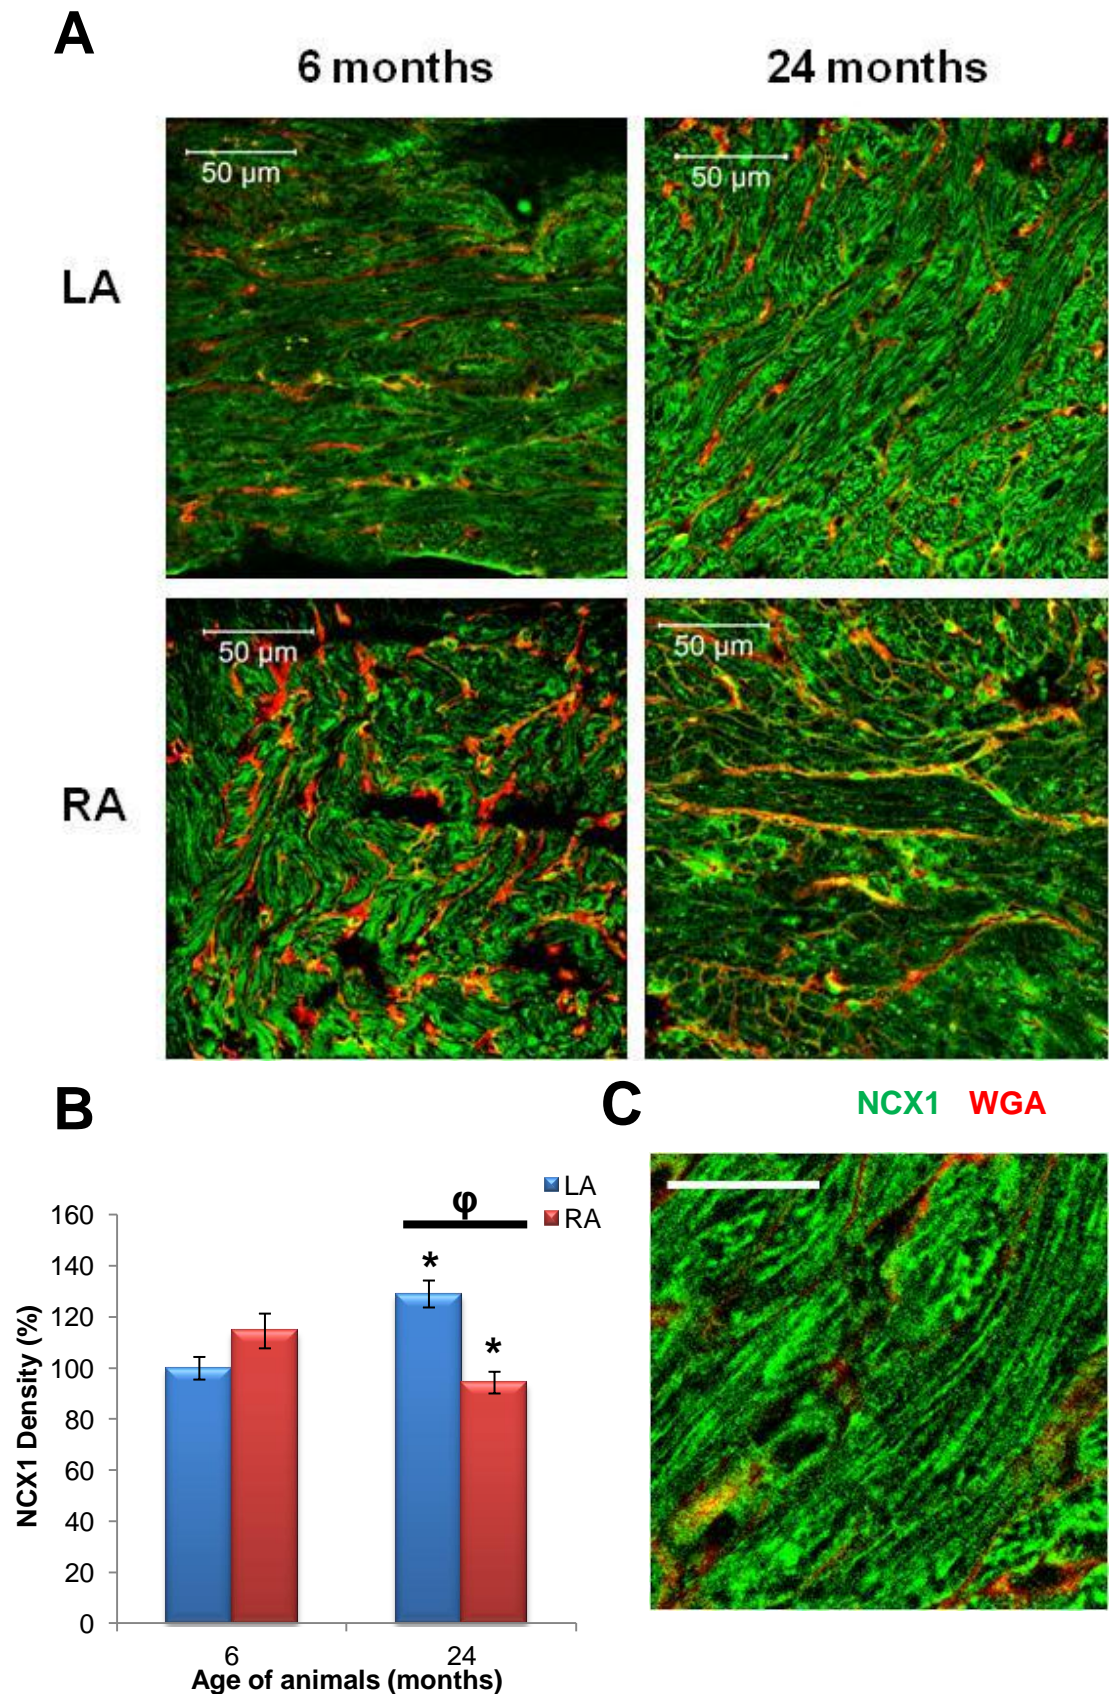 A
6 months
24 months
LA
50 μm
50 μm
RA
50 μm
50 μm
B
NCX1 Density (%)
160
140
120
100
80
60
40
20
0
φ
*
*
LA
RA
6
24
Age of animals (months)
C
NCX1 WGA